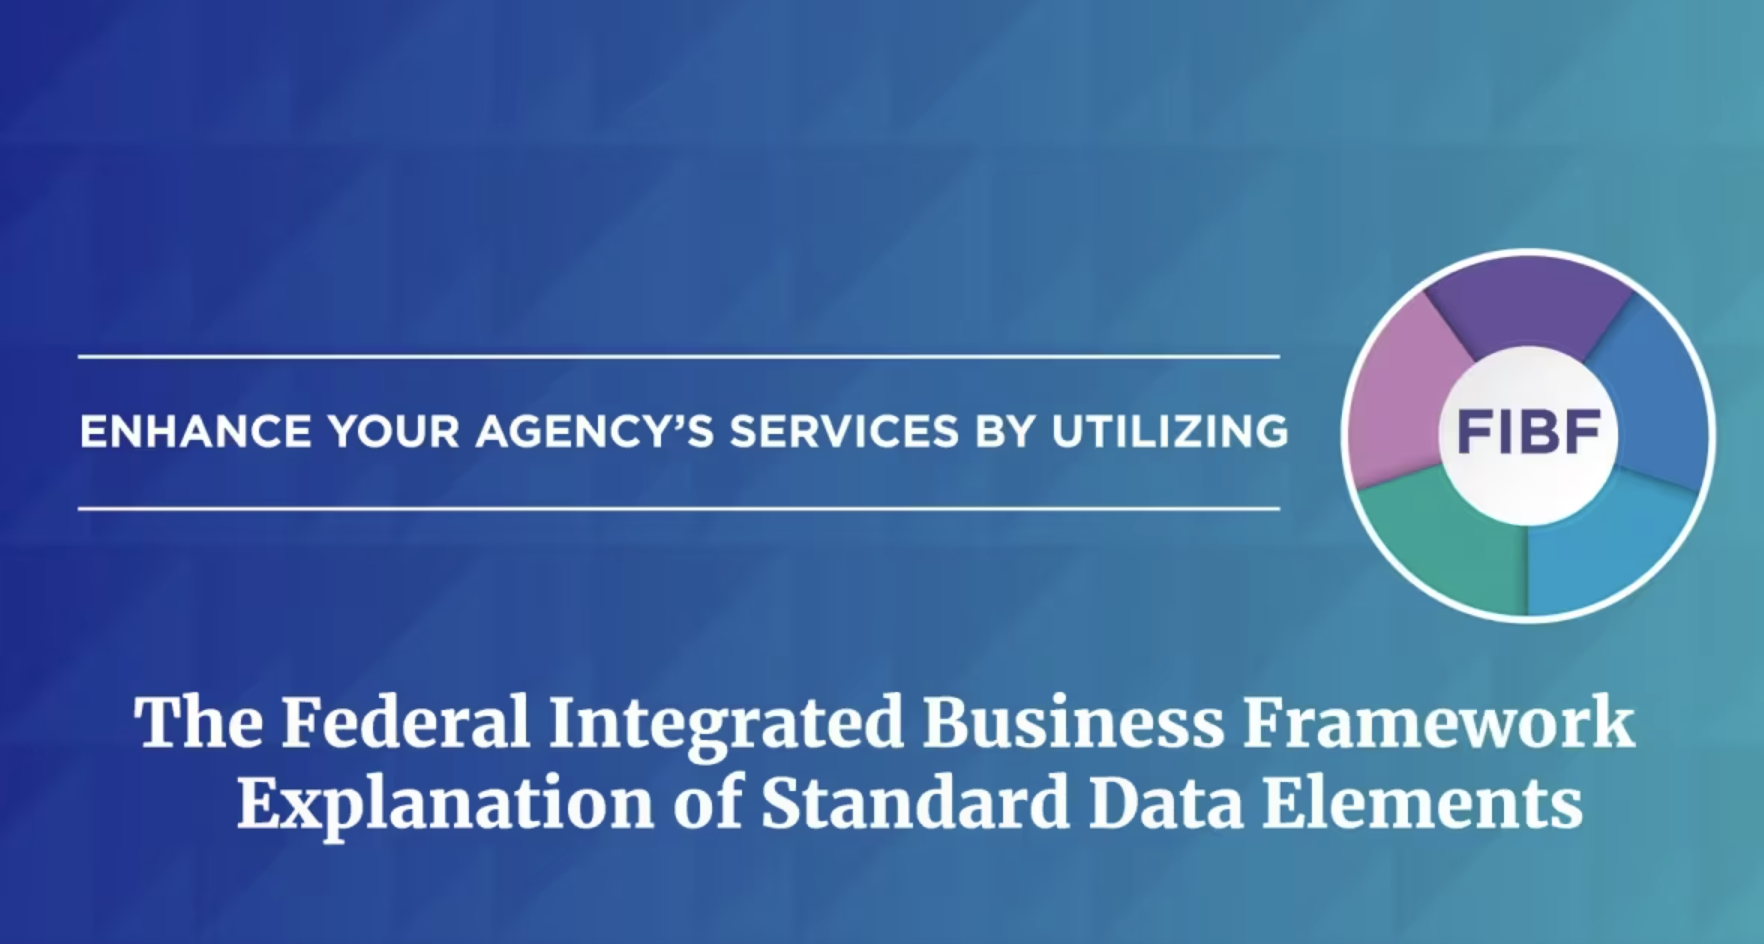 ENHANCE YOUR AGENCY’S SERVICES BY UTILIZING
FIBF
The Federal Integrated Business Framework
Explanation of Standard Data Elements